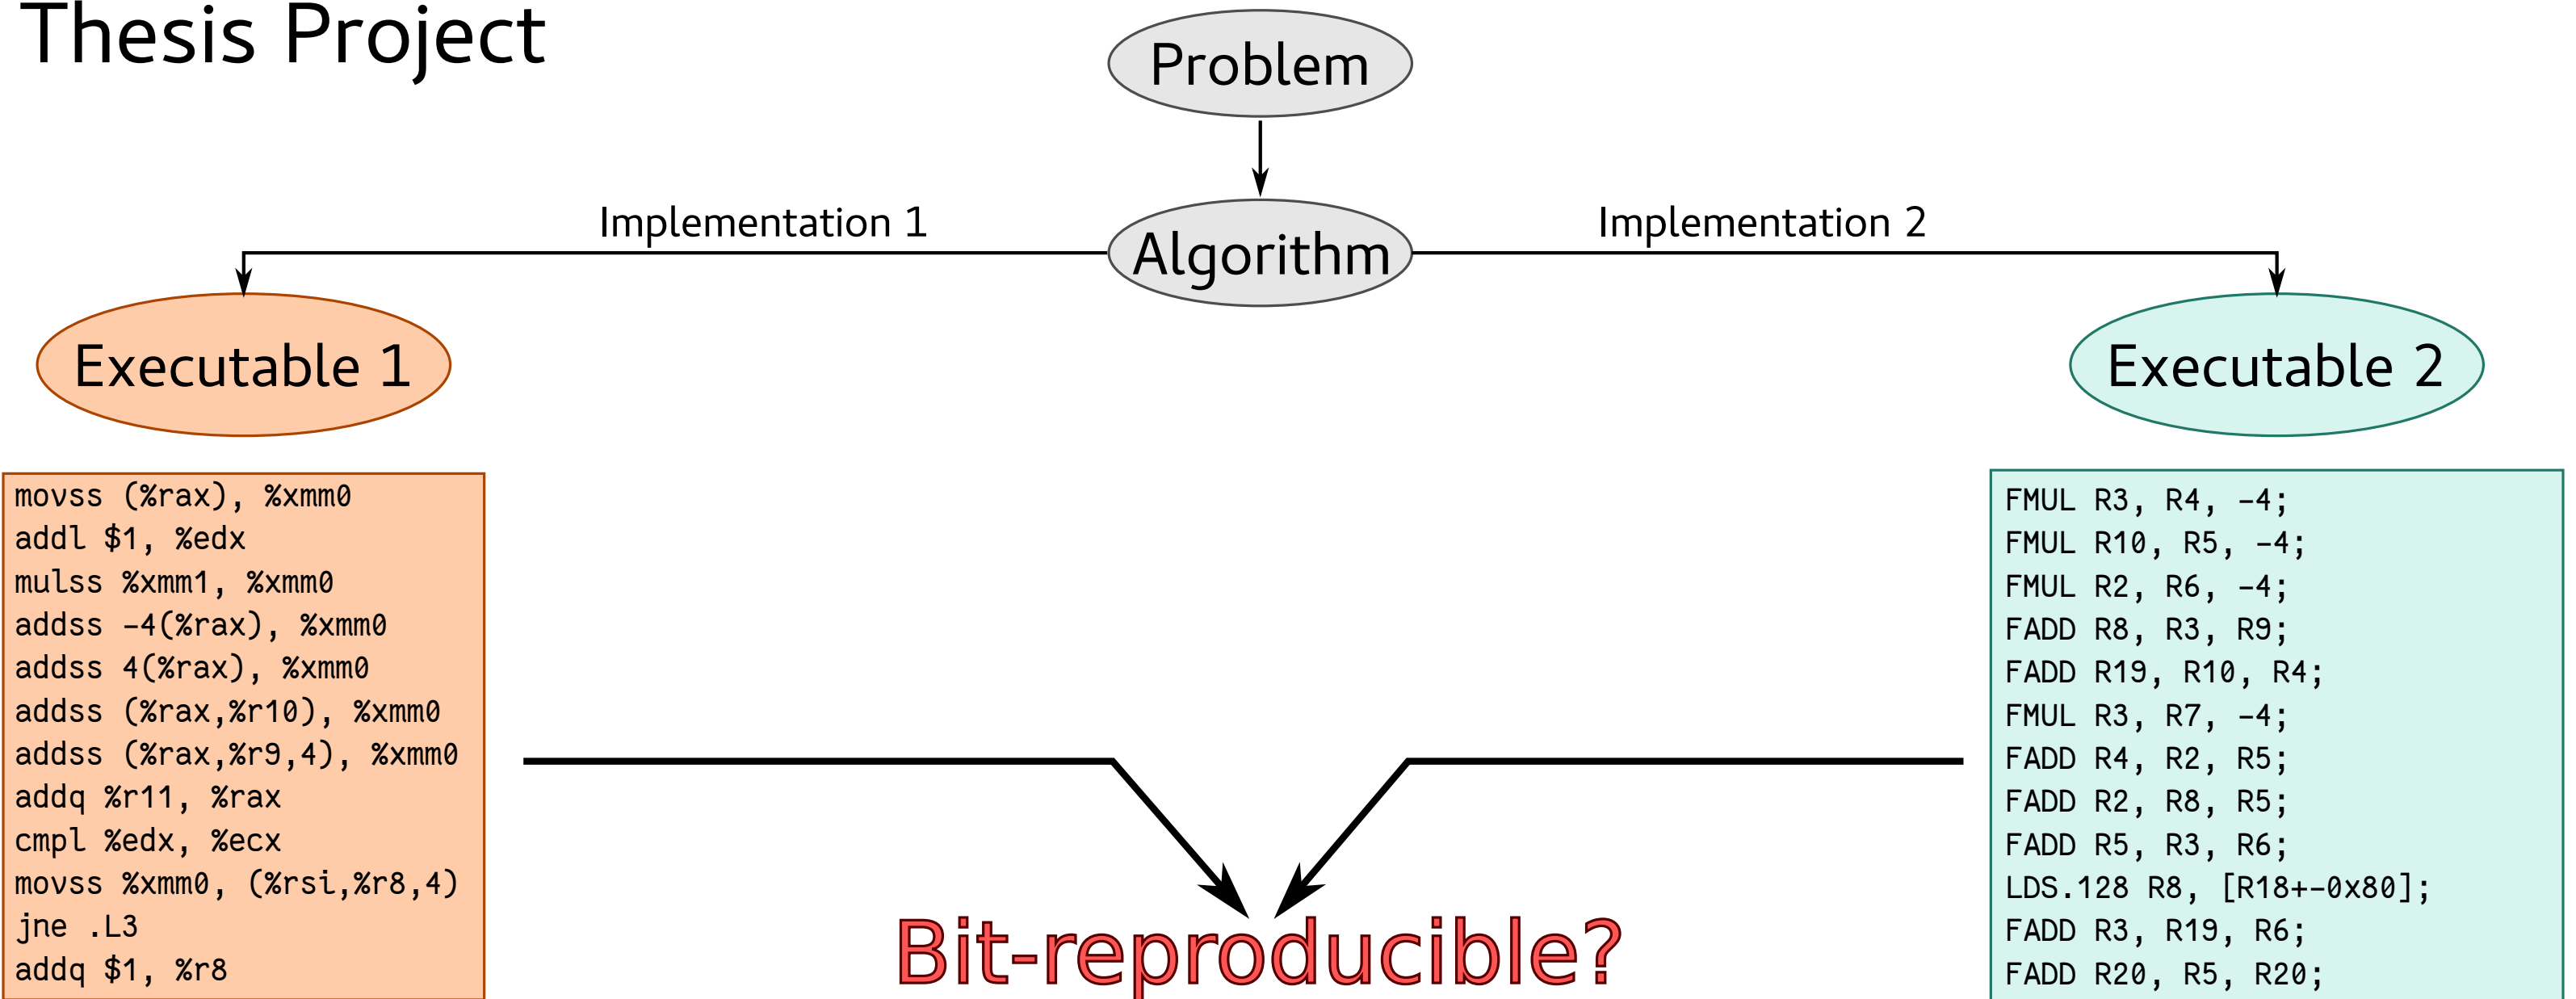 Thesis Project
Problem
Algorithm
Implementation 1
Implementation 2
Executable 1
Executable 2
movss (%rax), %xmm0
addl $1, %edx
mulss %xmm1, %xmm0
addss -4(%rax), %xmm0
addss 4(%rax), %xmm0
addss (%rax,%r10), %xmm0
addss (%rax,%r9,4), %xmm0
addq %r11, %rax
cmpl %edx, %ecx
movss %xmm0, (%rsi,%r8,4)
jne .L3
addq $1, %r8
FMUL R3, R4, -4;
FMUL R10, R5, -4;
FMUL R2, R6, -4;
FADD R8, R3, R9;
FADD R19, R10, R4;
FMUL R3, R7, -4;
FADD R4, R2, R5;
FADD R2, R8, R5;
FADD R5, R3, R6;
LDS.128 R8, [R18+-0x80];
FADD R3, R19, R6;
FADD R20, R5, R20;
Bit-reproducible?